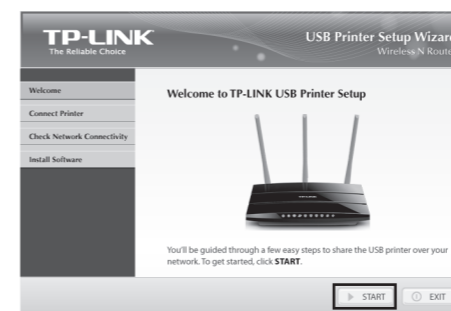 TP-LINK
The Reliable Choice
USB Printer Setup Wizar
Wireless N Route
Welcome
Connect Printer
Check Network Connectivity
Install Software
Welcome to TP-LINK USB Printer Setup
You'll be guided through a few easy steps to share the USB printer over your
network. To get started, click START.
START
EXIT